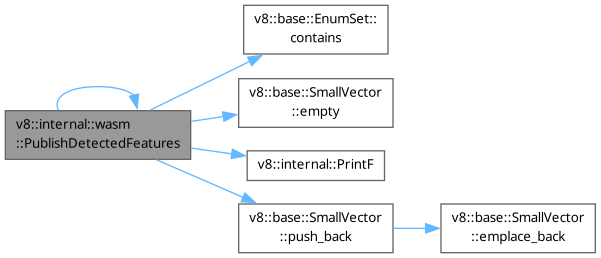 v8::base::EnumSet::
contains
v8::base::SmallVector
::empty
v8::internal::wasm
::PublishDetectedFeatures
v8::internal::PrintF
v8::base::SmallVector
::push_back
v8::base::SmallVector
::emplace_back